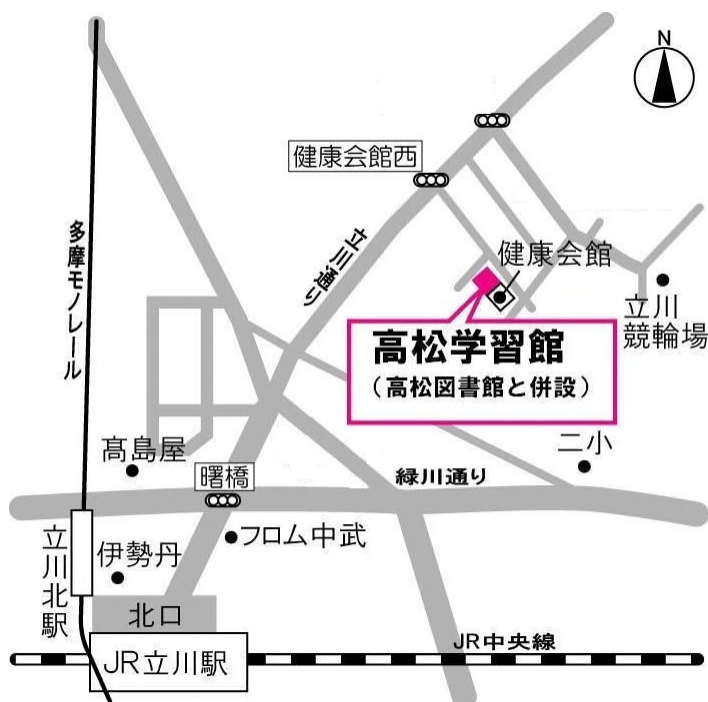 N
健康会館西
多摩モノレール
立川通り
健康会館
立川
競輪場
高松学習館
（高松図書館と併設）
髙島屋
二小
曙橋
緑川通り
立川北駅
伊勢丹
フロム中武
北口
JR中央線
JR立川駅